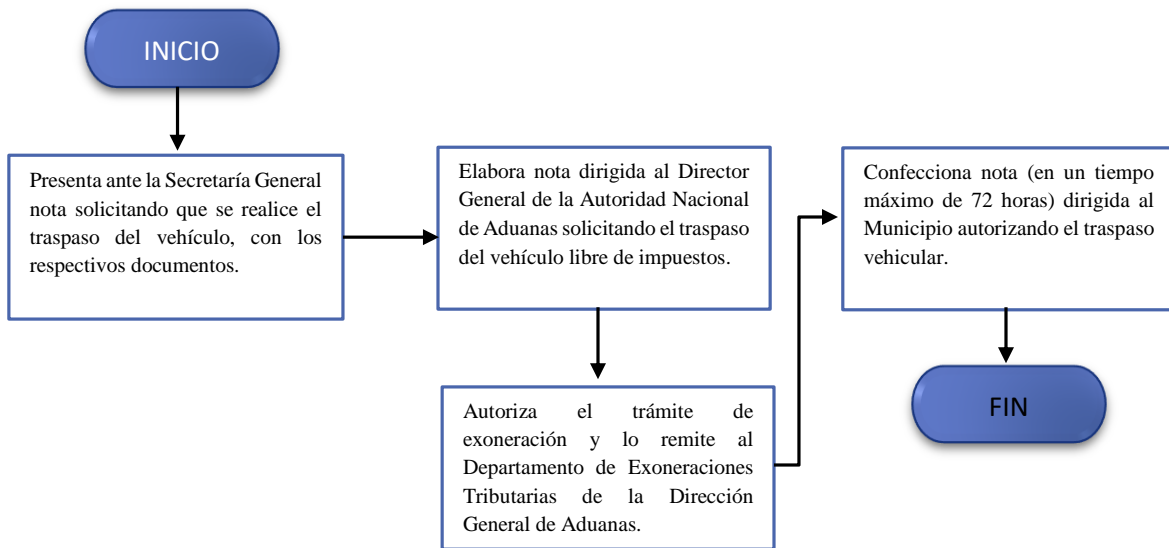 INICIO
Presenta ante la Secretaría General
nota solicitando que se realice el
traspaso del vehículo, con los
respectivos documentos.
Elabora nota dirigida al Director
General de la Autoridad Nacional
de Aduanas solicitando el traspaso
del vehículo libre de impuestos.
Autoriza el trámite de
exoneración y lo remite al
Departamento de Exoneraciones
Tributarias de la Dirección
General de Aduanas.
Confecciona nota (en un tiempo
máximo de 72 horas) dirigida al
Municipio autorizando el traspaso
vehicular.
FIN